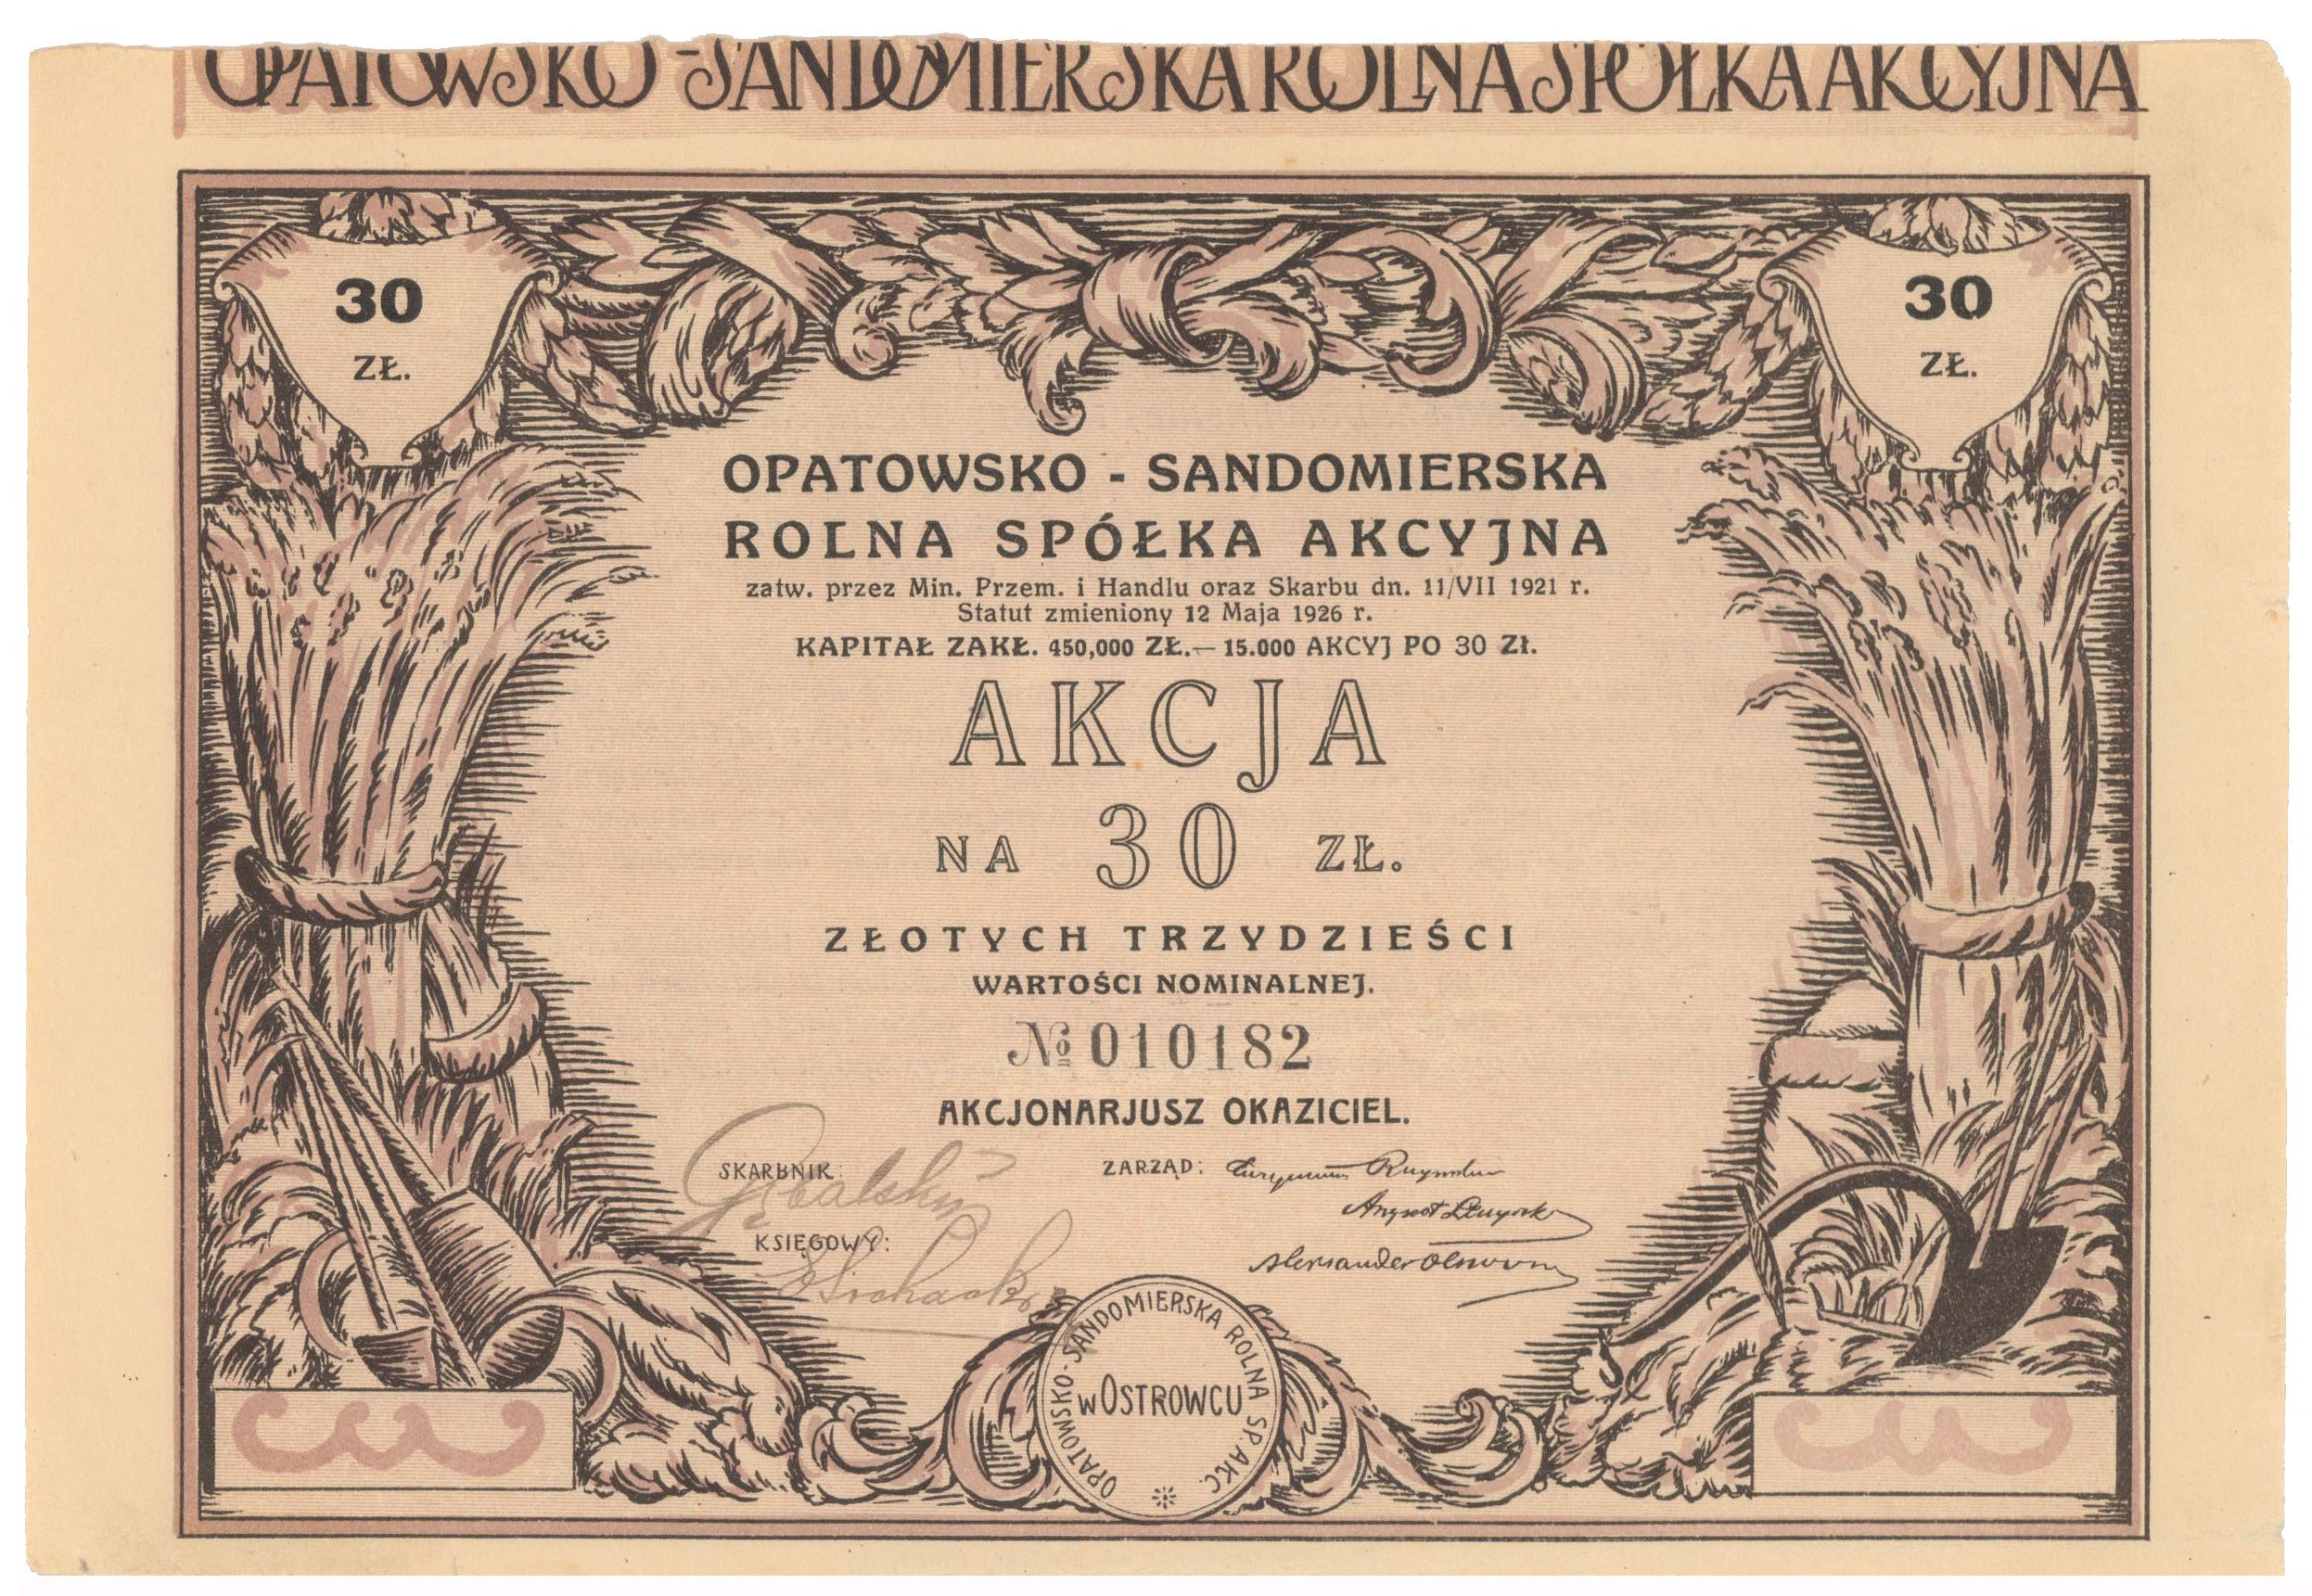 OPATOWSKO-SANDOMIERSKA ROLNA SPÓŁKA AKCYJNA
30
ZŁ.
30
ZŁ.
OPATOWSKO - SANDOMIERSKA
ROLNA SPÓŁKA AKCYJNA
zatw. przez Min. Przem. i Handlu oraz Skarbu dn. 11/VII 1921 r.
Statut zmieniony 12 Maja 1926 r.
KAPITAŁ ZAKŁ. 450,000 ZŁ.— 15.000 AKCYJ PO 30 Zł.
AKCJA
NA 30 ZŁ.
ZŁOTYCH TRZYDZIEŚCI
WARTOŚCI NOMINALNEJ.
№ 010182
AKCJONARJUSZ OKAZICIEL.
SKARBNIK:
ZARZĄD:
KSIĘGOWY:
Aleksander
OPATOWSKO-SANDOMIERSKA ROLNA SP. AKC.
W OSTROWCU